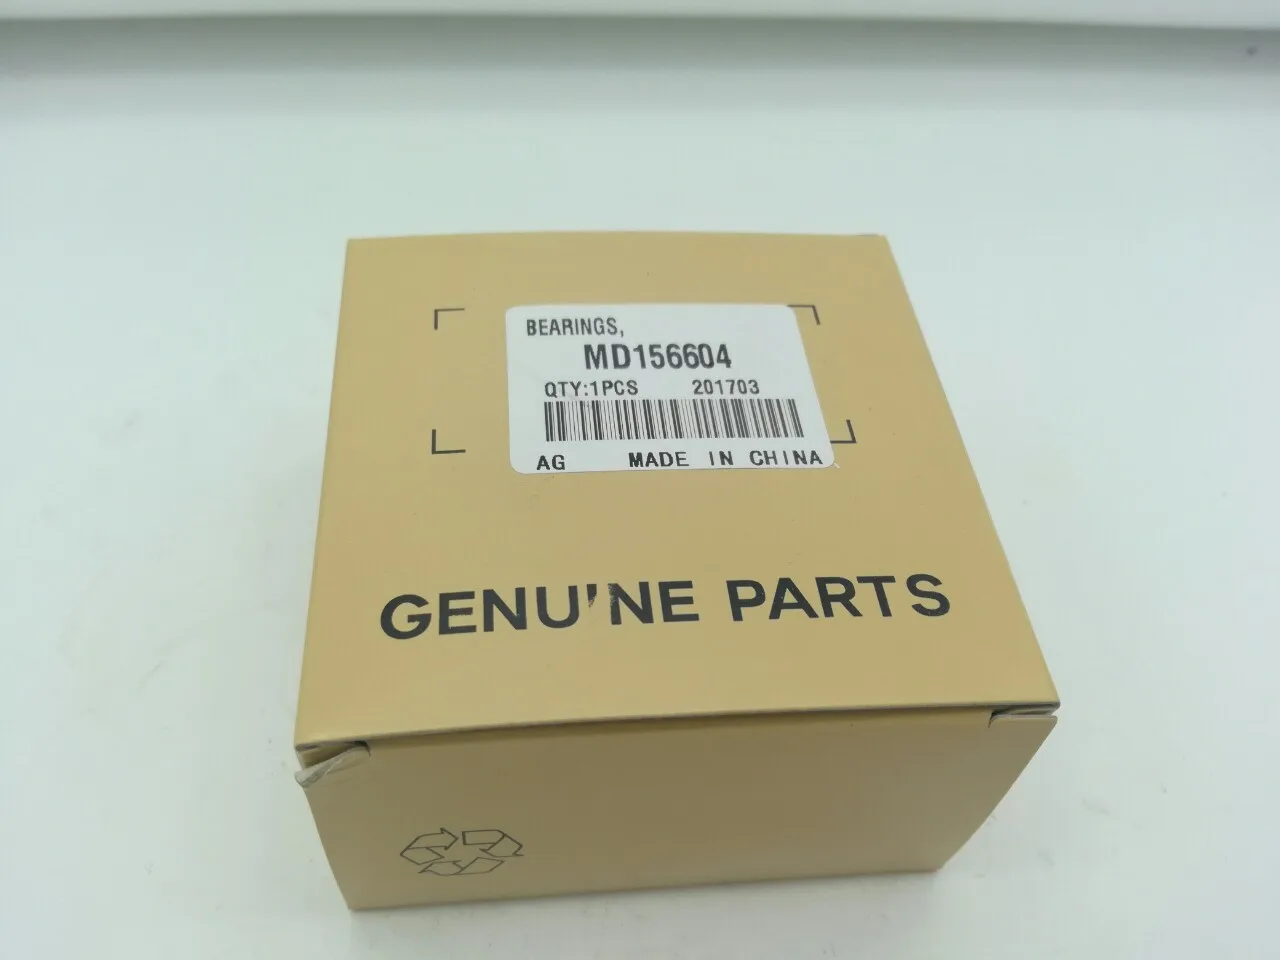 BEARINGS,
MD156604
QTY:1PCS 201703
AG MADE IN CHINA
GENU'NE PARTS